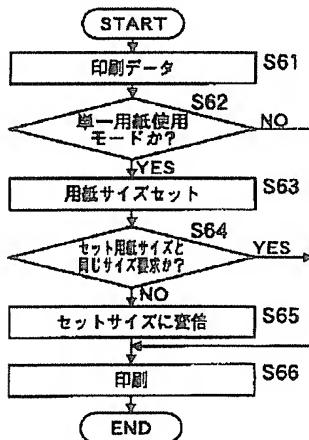 START
印刷データ S61
S62
単一用紙使用 NO
モードか?
YES
用紙サイズセット S63
S64
セット用紙サイズと YES
同じサイズ要求か?
NO
セットサイズに変倍 S65
印刷 S66
END